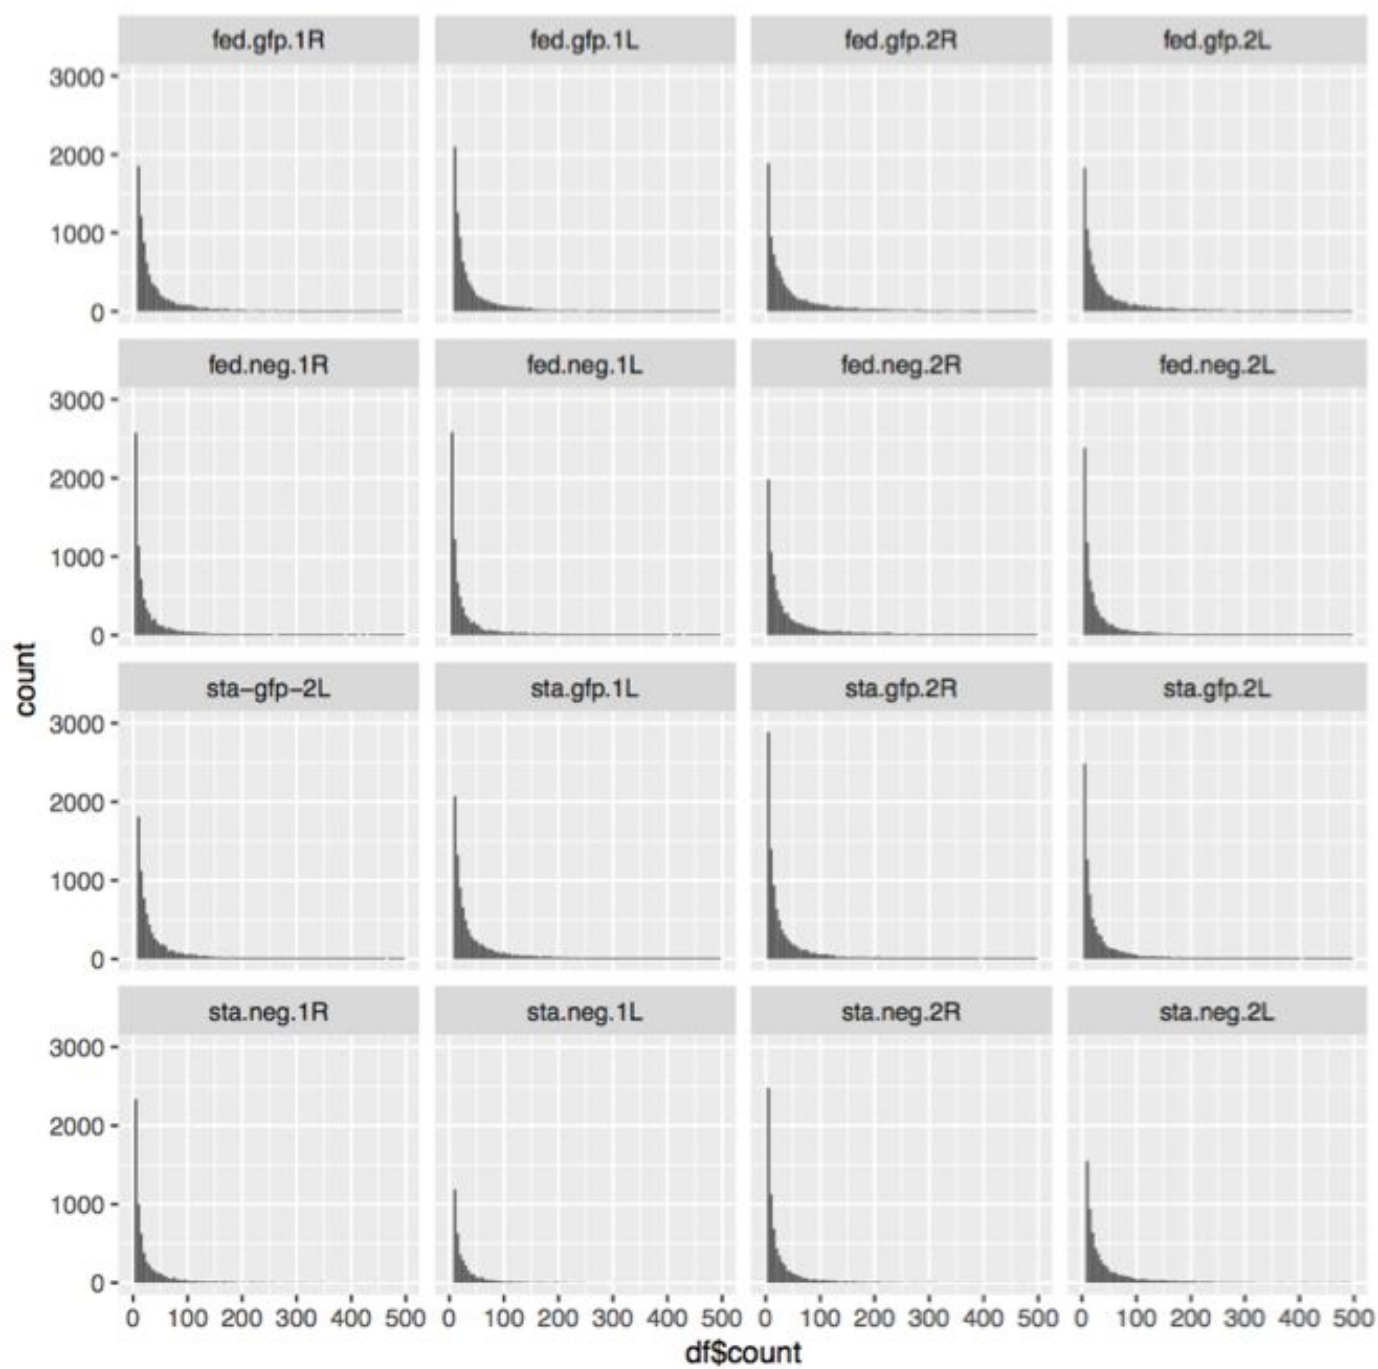 fed.gfp.1R fed.gfp.1L fed.gfp.2R fed.gfp.2L
3000
2000
1000
0
fed.neg.1R fed.neg.1L fed.neg.2R fed.neg.2L
3000
2000
1000
0
sta-gfp-2L sta.gfp.1L sta.gfp.2R sta.gfp.2L
3000
2000
1000
0
sta.neg.1R sta.neg.1L sta.neg.2R sta.neg.2L
3000
2000
1000
0
0 100 200 300 400 500 0 100 200 300 400 500 0 100 200 300 400 500 0 100 200 300 400 500
df$count
count